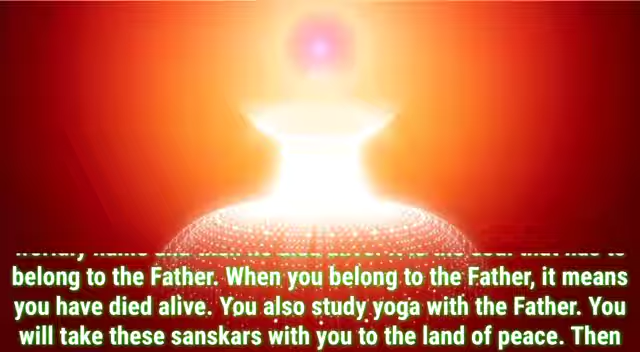 belong to the Father. When you belong to the Father, it means
you have died alive. You also study yoga with the Father. You
will take these sanskars with you to the land of peace. Then